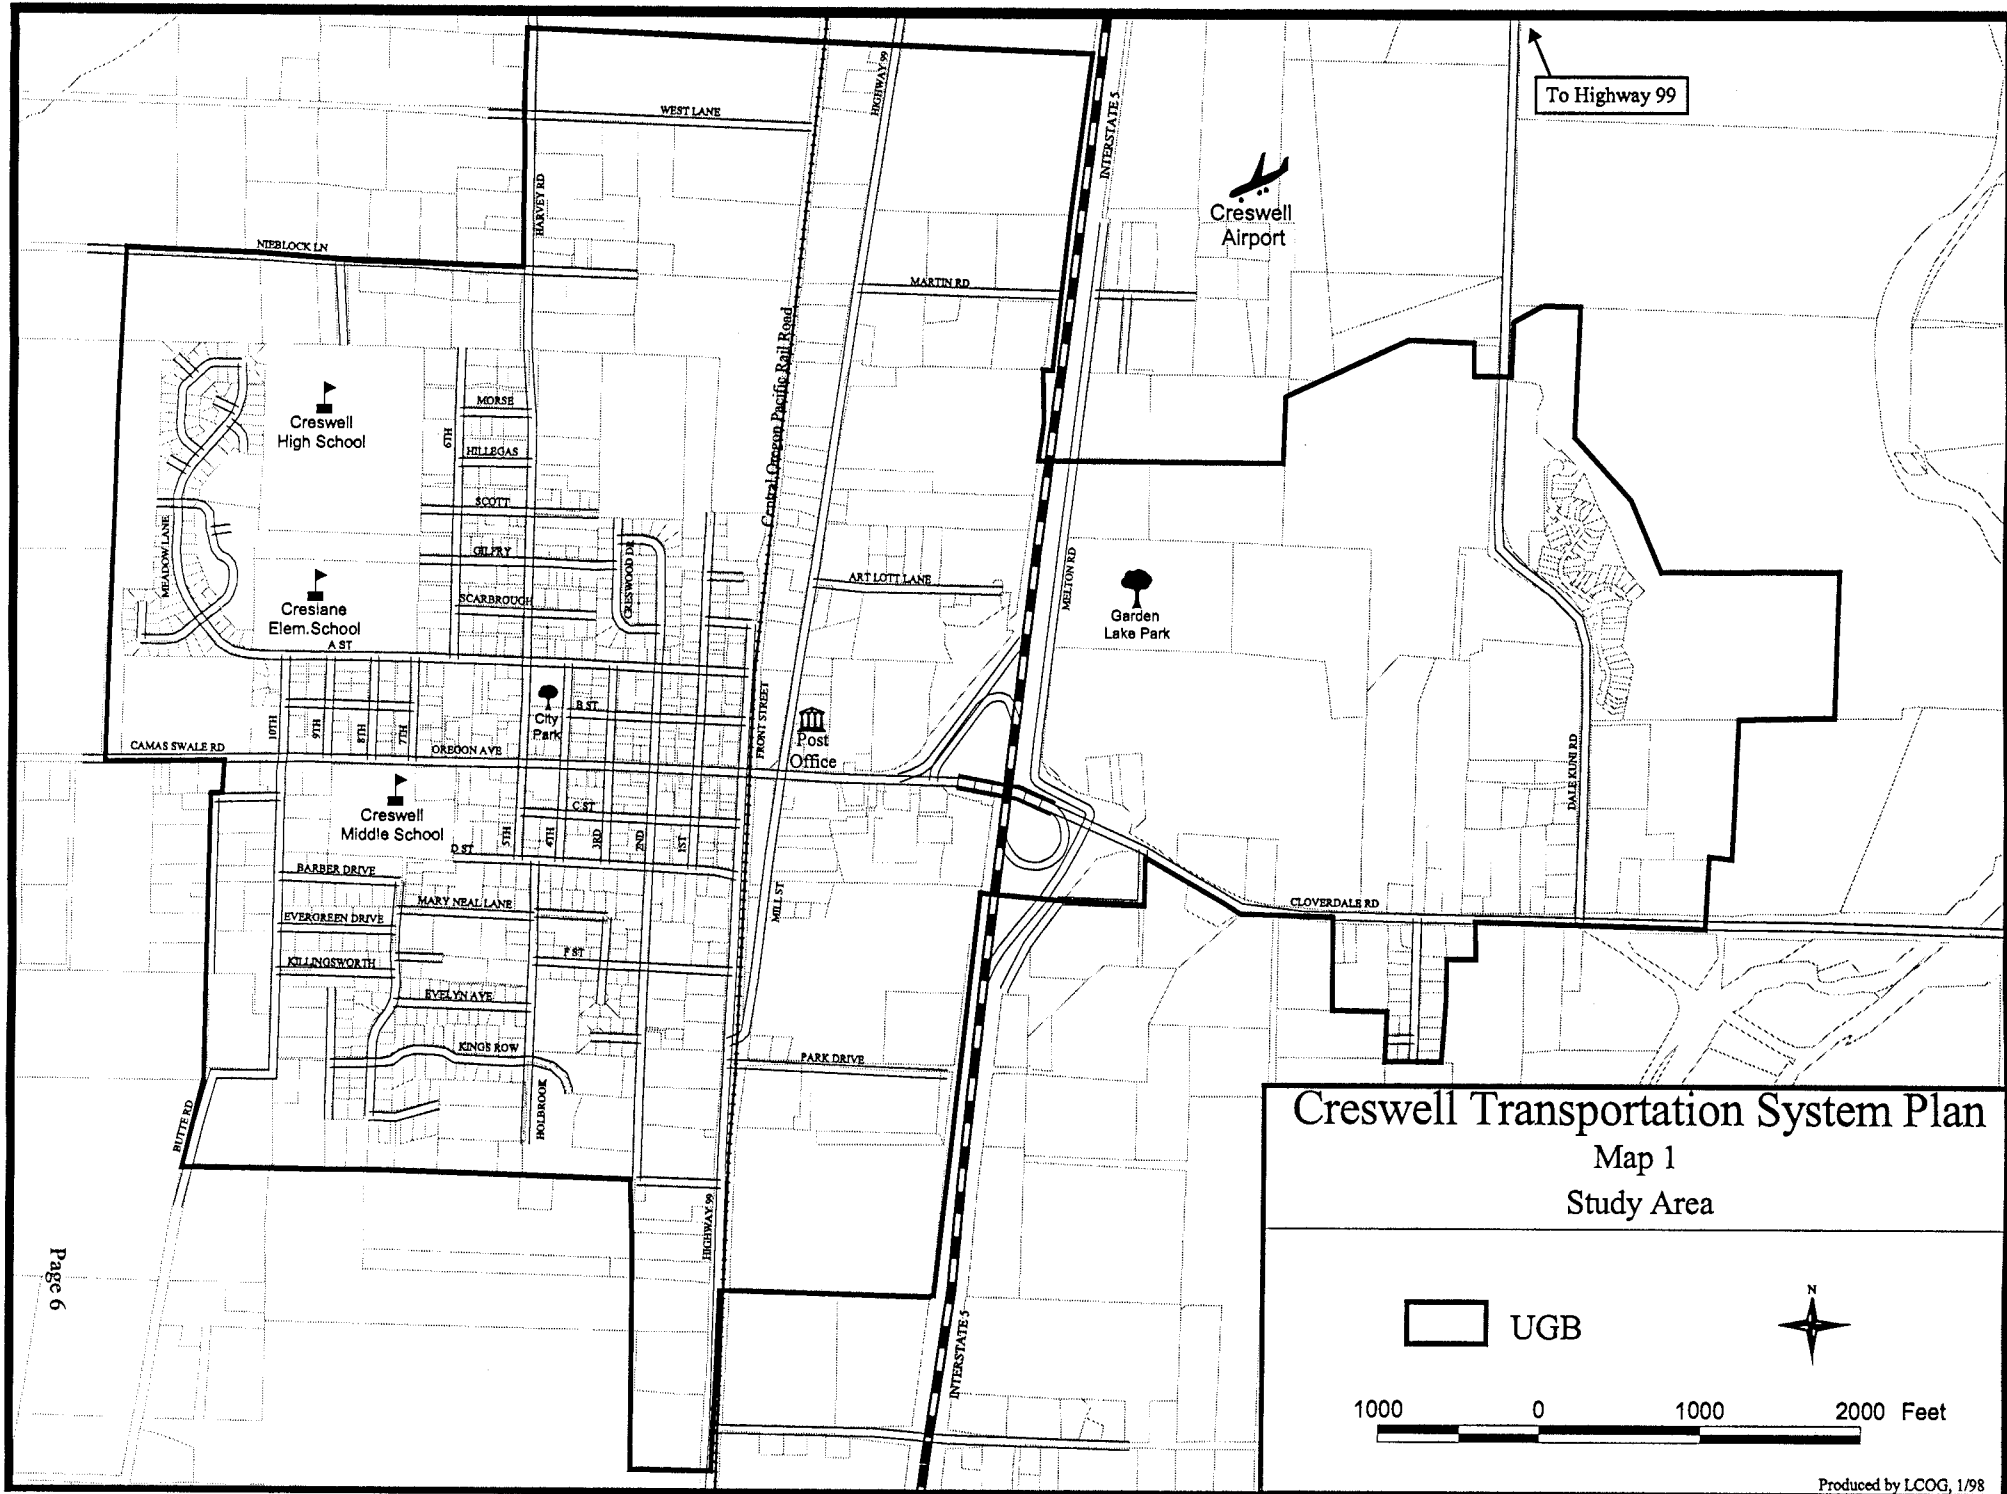 To Highway 99
WEST LANE
HIGHWAY 99
INTERSTATE 5
HARVEY RD
Creswell
Airport
NIEBLOCK LN
MARTIN RD
Central Oregon Pacific Rail Road
Creswell
High School
MORSE
6TH
HILLEGAS
SCOTT
GILFRY
MEADOW LANE
CRESWOOD DR
ART LOTT LANE
MELTON RD
Garden
Lake Park
Creslane
Elem.School
SCARBROUGH
A ST
City
Park
B ST
FRONT STREET
Post
Office
10TH
9TH
8TH
7TH
CAMAS SWALE RD
OREGON AVE
DALE KUNI RD
Creswell
Middle School
C ST
5TH
4TH
3RD
2ND
1ST
D ST
BARBER DRIVE
MARY NEAL LANE
MILL ST
CLOVERDALE RD
EVERGREEN DRIVE
F ST
KILLINGSWORTH
EVELYN AVE
KINGS ROW
PARK DRIVE
HOLBROOK
BUTTE RD
HIGHWAY 99
INTERSTATE 5
Page 6
Creswell Transportation System Plan
Map 1
Study Area
UGB
N
1000 0 1000 2000 Feet
Produced by LCOG, 1/98